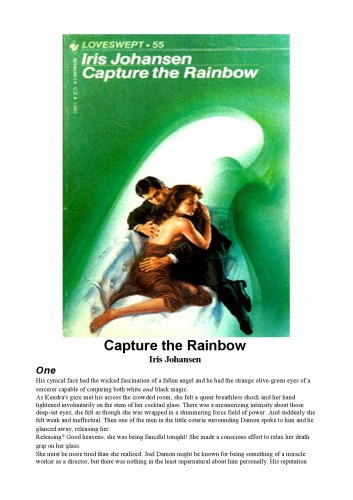 LOVESWEPT • 55
Iris Johansen
Capture the Rainbow
Capture the Rainbow
Iris Johansen
One
His cynical face had the wicked fascination of a fallen angel and he had the strange olive-green eyes of a
sorcerer capable of conjuring both white and black magic.
As Kendra's gaze met his across the crowded room, she felt a queer breathless shock and her hand
tightened involuntarily on the stem of her cocktail glass. There was a mesmerizing intensity about those
deep-set eyes; she felt as though she was wrapped in a shimmering force field of power. And suddenly she
felt weak and ineffectual. Then one of the men in the little coterie surrounding Damon spoke to him and he
glanced away, releasing her.
Releasing? Good heavens, she was being fanciful tonight! She made a conscious effort to relax her death
grip on her glass.
She must be more tired than she realized. Joel Damon might be known for being something of a miracle
worker as a director, but there was nothing in the least supernatural about him personally. His reputation